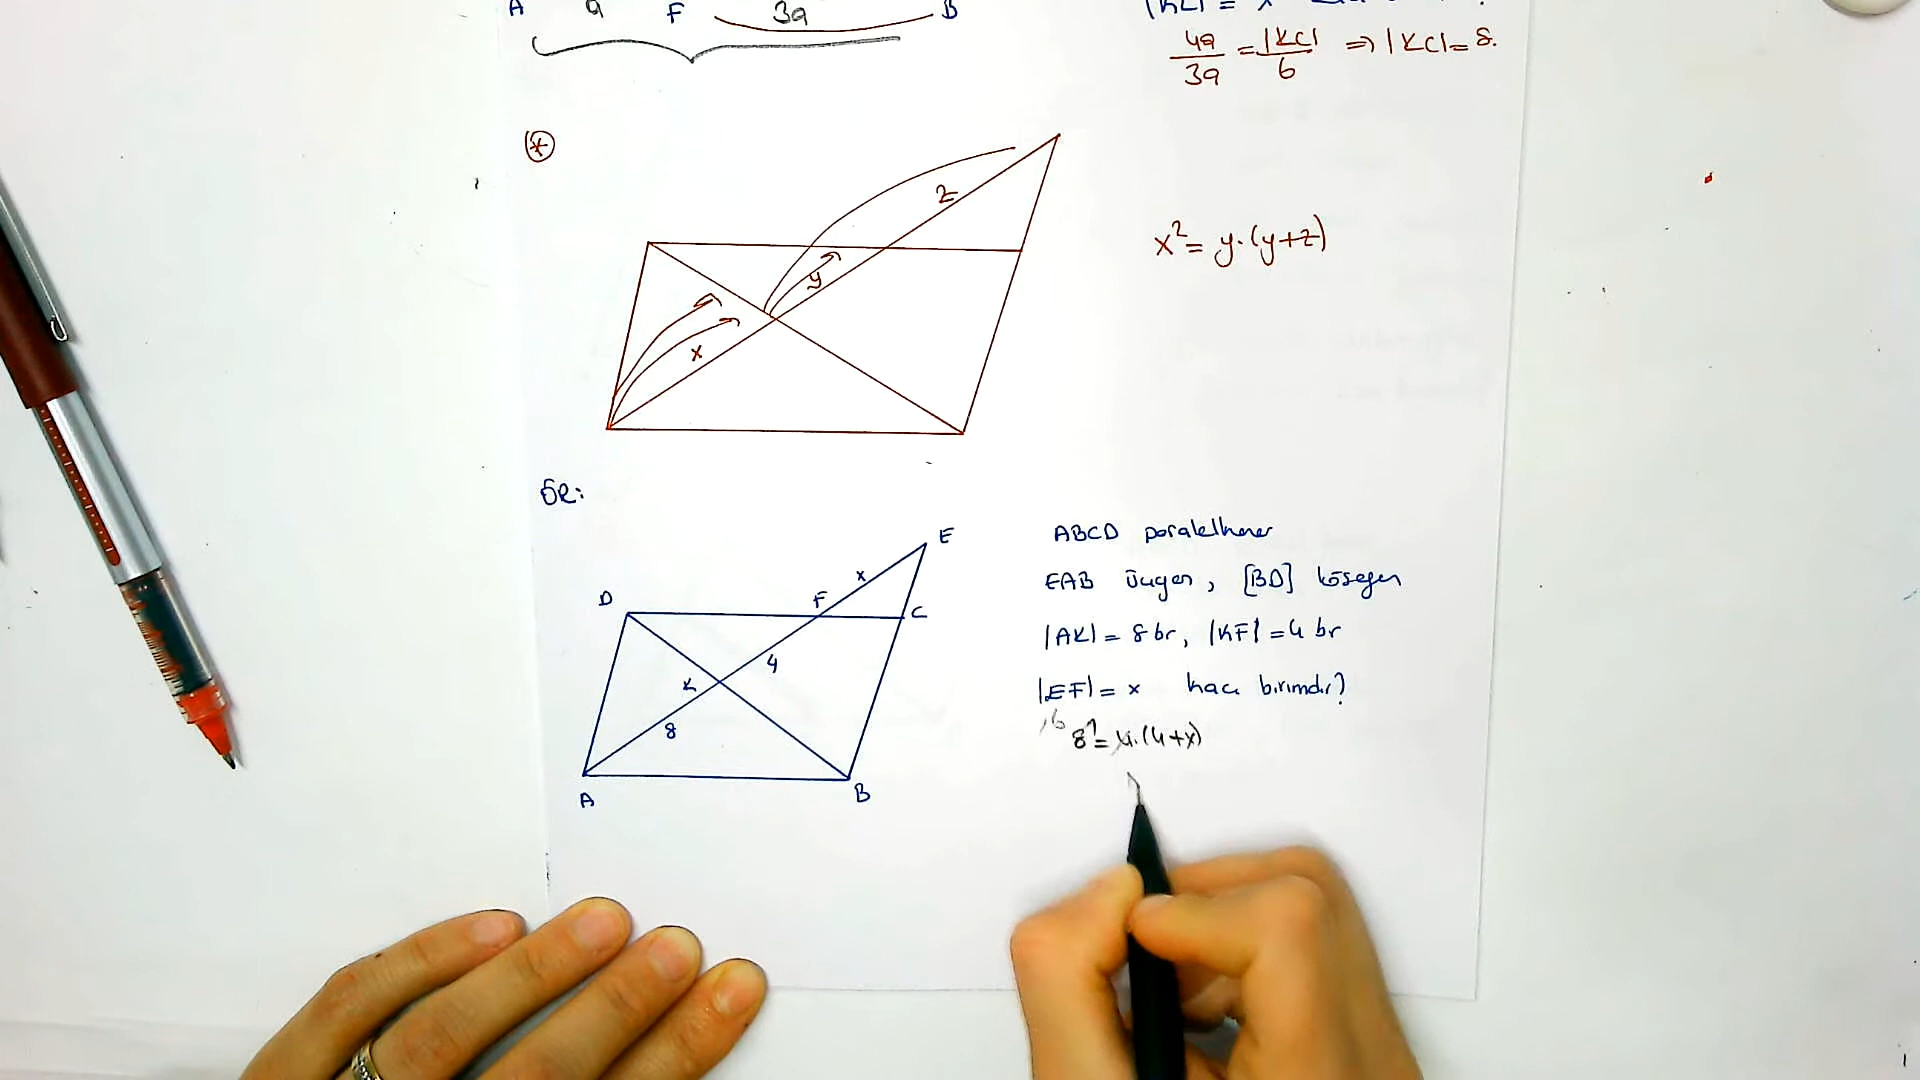 A a F 3a B
4a/3a = |KC|/6 ⇒ |KC| = 8.
*
z
y
x
x² = y.(y+z)
ÖR:
E
x
D F C
4
K
8
A B
ABCD paralelkenar
EAB üçgen, [BD] köşegen
|AK| = 8 br, |KF| = 4 br
|EF| = x kaç birimdir?
16
8² = 4.(4+x)